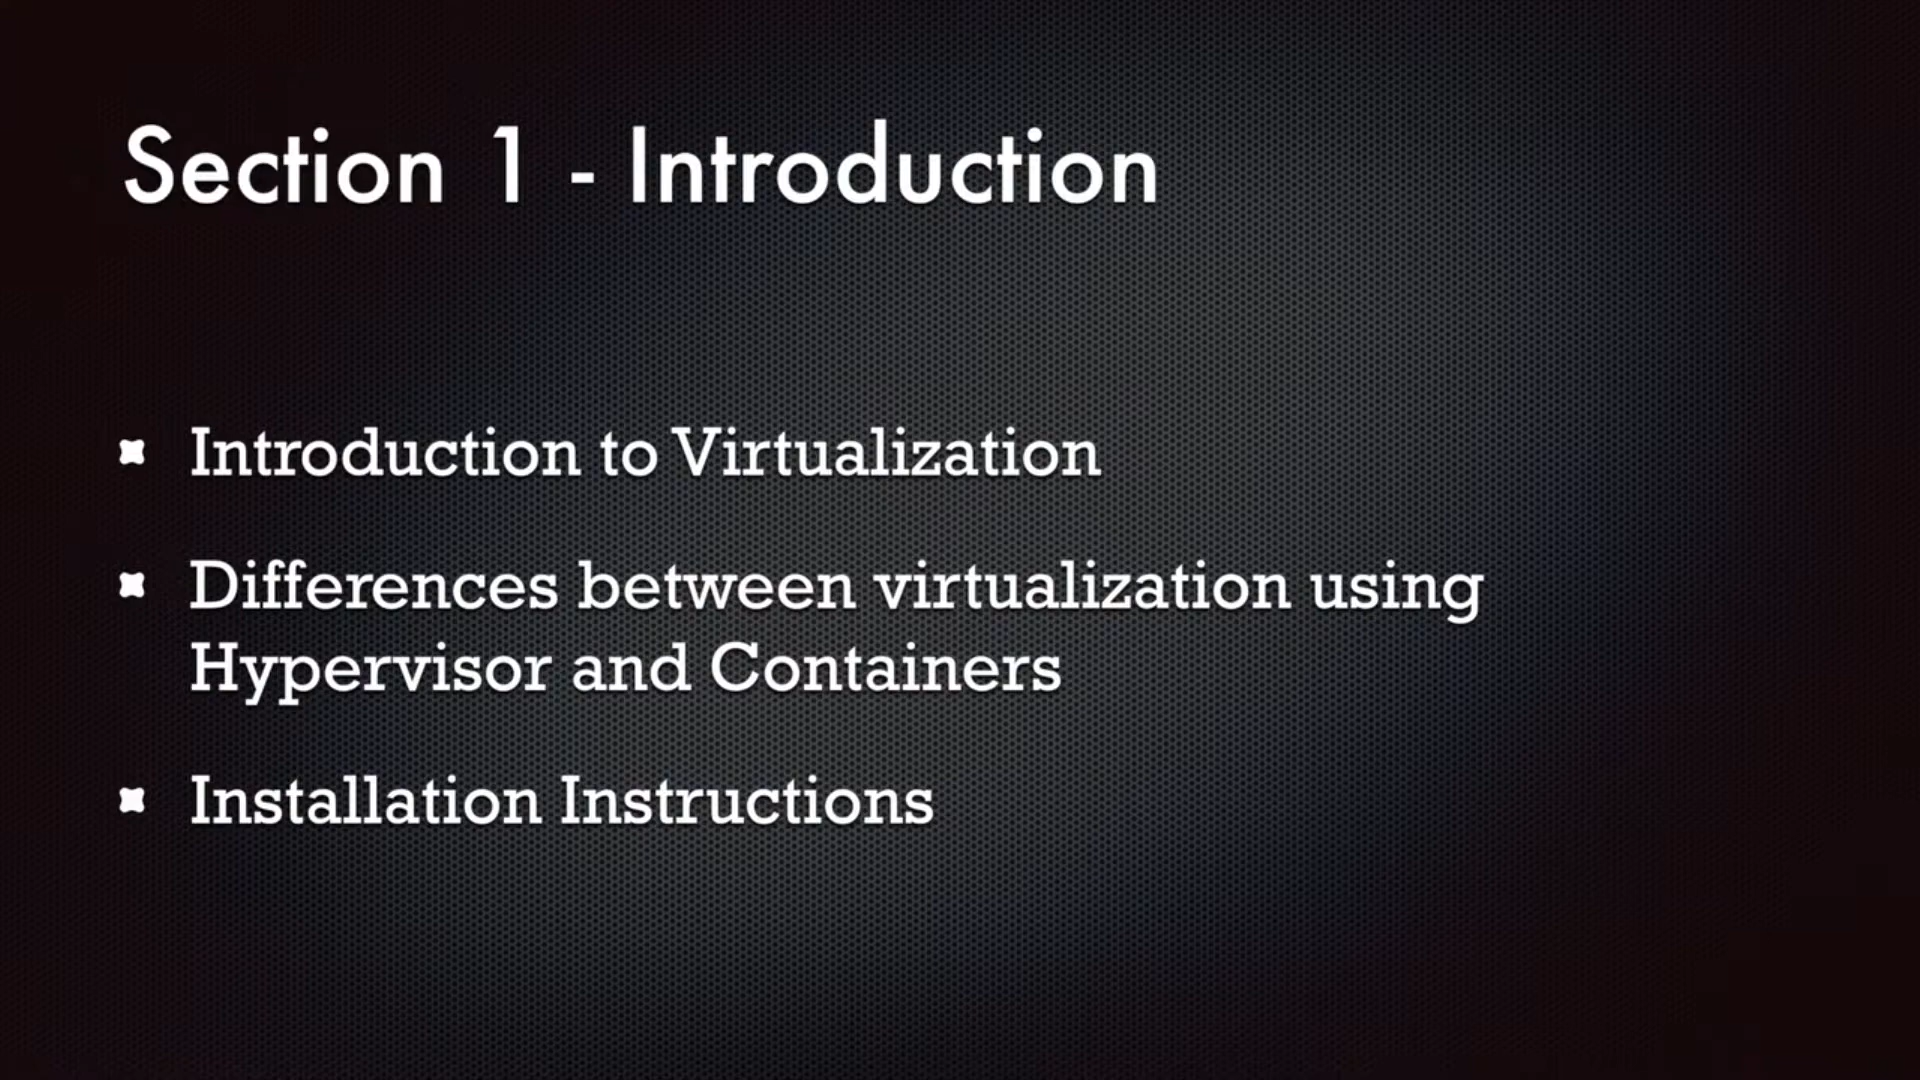 Section 1 - Introduction
Introduction to Virtualization
Differences between virtualization using
Hypervisor and Containers
Installation Instructions